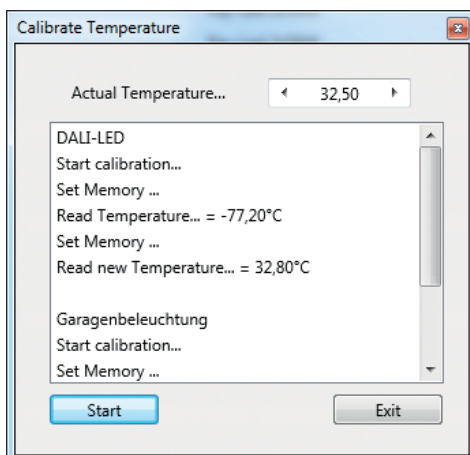 Calibrate Temperature
Actual Temperature... 32,50
DALI-LED
Start calibration...
Set Memory ...
Read Temperature... = -77,20°C
Set Memory ...
Read new Temperature... = 32,80°C
Garagenbeleuchtung
Start calibration...
Set Memory ...
Start Exit